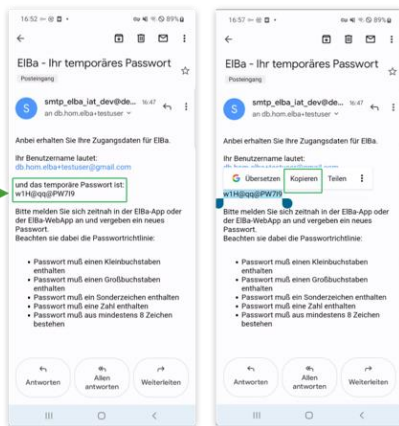 16:52
89%
ElBa - Ihr temporäres Passwort
Posteingang
S
smtp_elba_iat_dev@de... 16:47
an db.hom.elba+testuser
Anbei erhalten Sie Ihre Zugangsdaten für ElBa.
Ihr Benutzername lautet:
db.hom.elba+testuser@gmail.com
und das temporäre Passwort ist:
w1H@qq@PW7I9
Bitte melden Sie sich zeitnah in der ElBa-App oder
der ElBa-WebApp an und vergeben ein neues
Passwort.
Beachten sie dabei die Passwortrichtlinie:
• Passwort muß einen Kleinbuchstaben
enthalten
• Passwort muß einen Großbuchstaben
enthalten
• Passwort muß ein Sonderzeichen enthalten
• Passwort muß eine Zahl enthalten
• Passwort muß aus mindestens 8 Zeichen
bestehen
Antworten
Allen
antworten
Weiterleiten
16:57
89%
ElBa - Ihr temporäres Passwort
Posteingang
S
smtp_elba_iat_dev@de... 16:47
an db.hom.elba+testuser
Anbei erhalten Sie Ihre Zugangsdaten für ElBa.
Ihr Benutzername lautet:
db.hom.elba+testuser@gmail.com
G Übersetzen Kopieren Teilen
w1H@qq@PW7I9
Bitte melden Sie sich zeitnah in der ElBa-App oder
der ElBa-WebApp an und vergeben ein neues
Passwort.
Beachten sie dabei die Passwortrichtlinie:
• Passwort muß einen Kleinbuchstaben
enthalten
• Passwort muß einen Großbuchstaben
enthalten
• Passwort muß ein Sonderzeichen enthalten
• Passwort muß eine Zahl enthalten
• Passwort muß aus mindestens 8 Zeichen
bestehen
Antworten
Allen
antworten
Weiterleiten